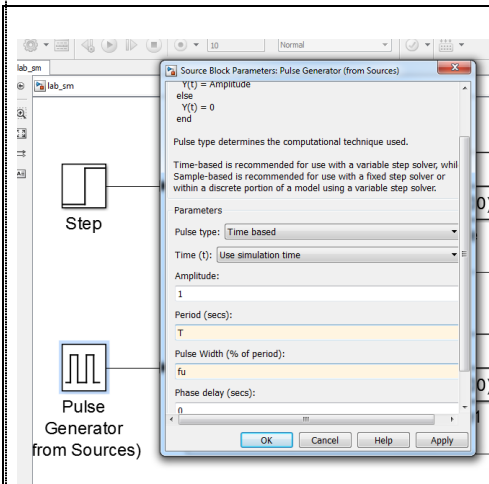 10
Normal
lab_sm
lab_sm
Source Block Parameters: Pulse Generator (from Sources)
Y(t) = Amplitude
else
Y(t) = 0
end
Pulse type determines the computational technique used.
Time-based is recommended for use with a variable step solver, whil
Sample-based is recommended for use with a fixed step solver or
within a discrete portion of a model using a variable step solver.
Parameters
Pulse type: Time based
Time (t): Use simulation time
Amplitude:
1
Period (secs):
T
Pulse Width (% of period):
fu
Phase delay (secs):
0
OK Cancel Help Apply
Step
Pulse
Generator
from Sources)
0)
0)
1